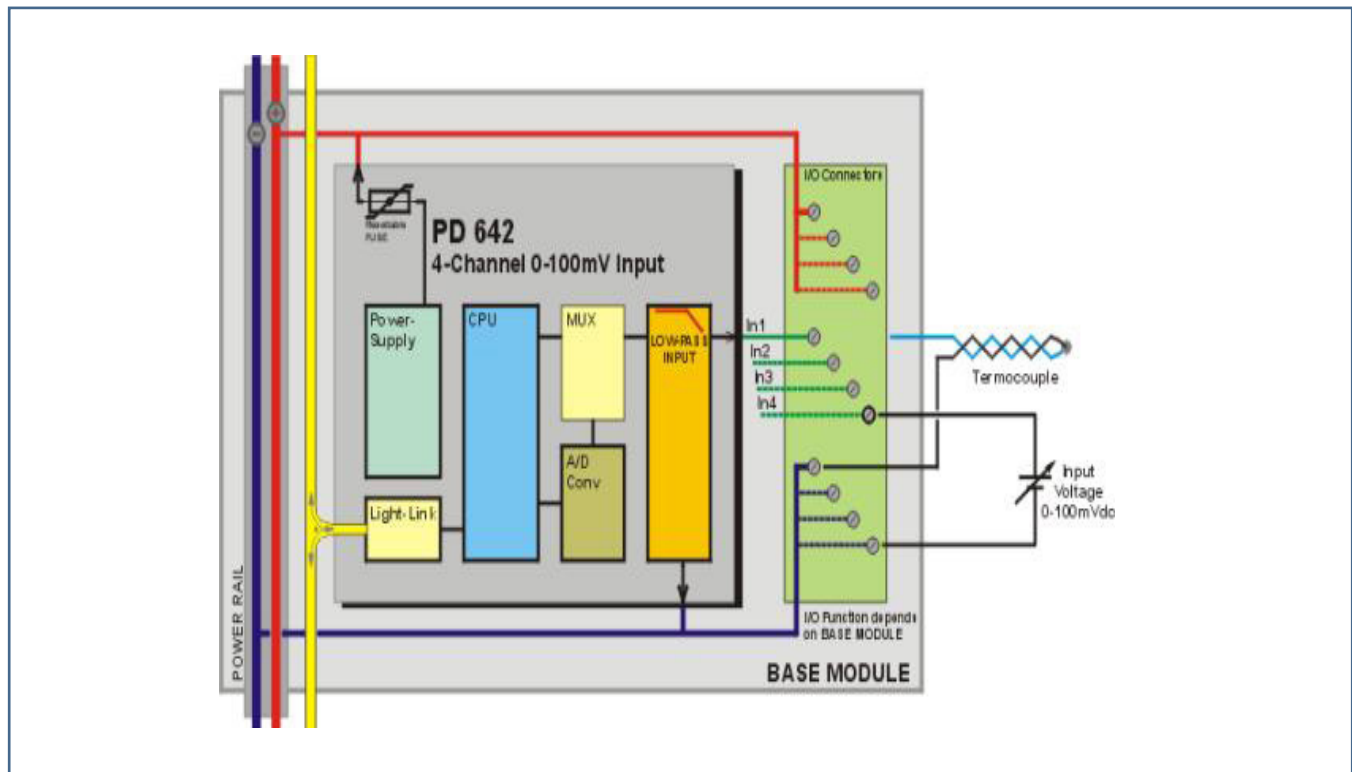 I/O Connectors
Resettable
FUSE
PD 642
4-Channel 0-100mV Input
Power-
Supply
CPU
MUX
LOW-PASS
INPUT
In1
In2
In3
In4
Termocouple
A/D
Conv
Input
Voltage
0-100mVdc
Light-Link
POWER RAIL
I/O Function depends
on BASE MODULE
BASE MODULE